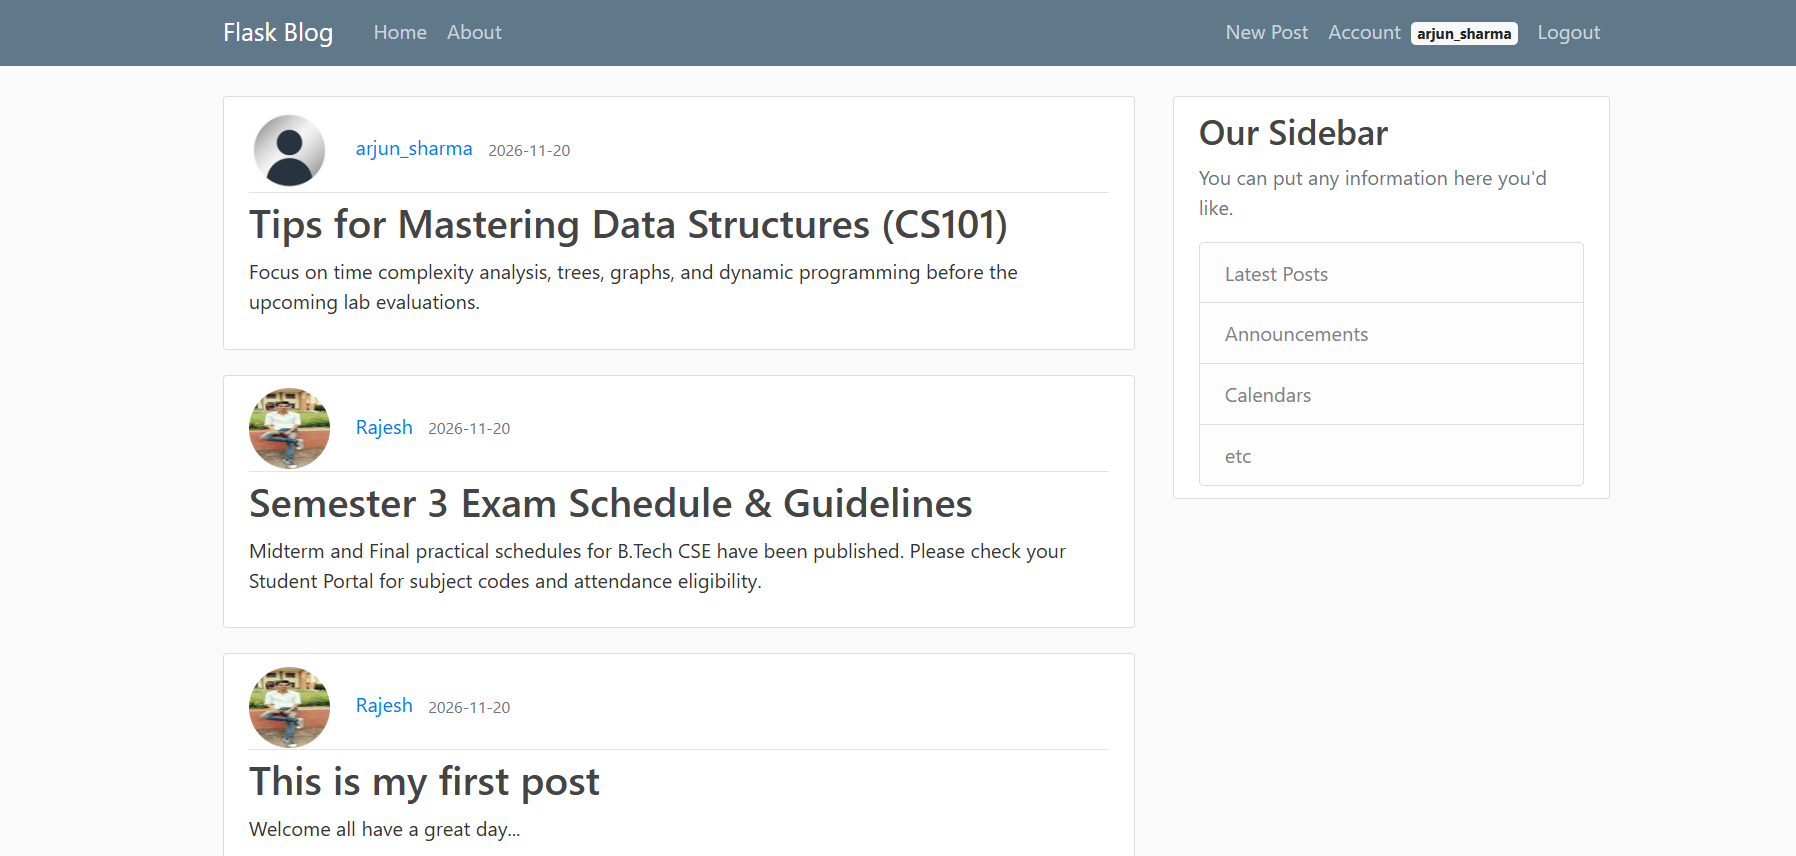 Flask Blog Home About New Post Account arjun_sharma Logout
arjun_sharma 2026-11-20
Tips for Mastering Data Structures (CS101)
Focus on time complexity analysis, trees, graphs, and dynamic programming before the
upcoming lab evaluations.
Rajesh 2026-11-20
Semester 3 Exam Schedule & Guidelines
Midterm and Final practical schedules for B.Tech CSE have been published. Please check your
Student Portal for subject codes and attendance eligibility.
Rajesh 2026-11-20
This is my first post
Welcome all have a great day...
Our Sidebar
You can put any information here you'd
like.
Latest Posts
Announcements
Calendars
etc